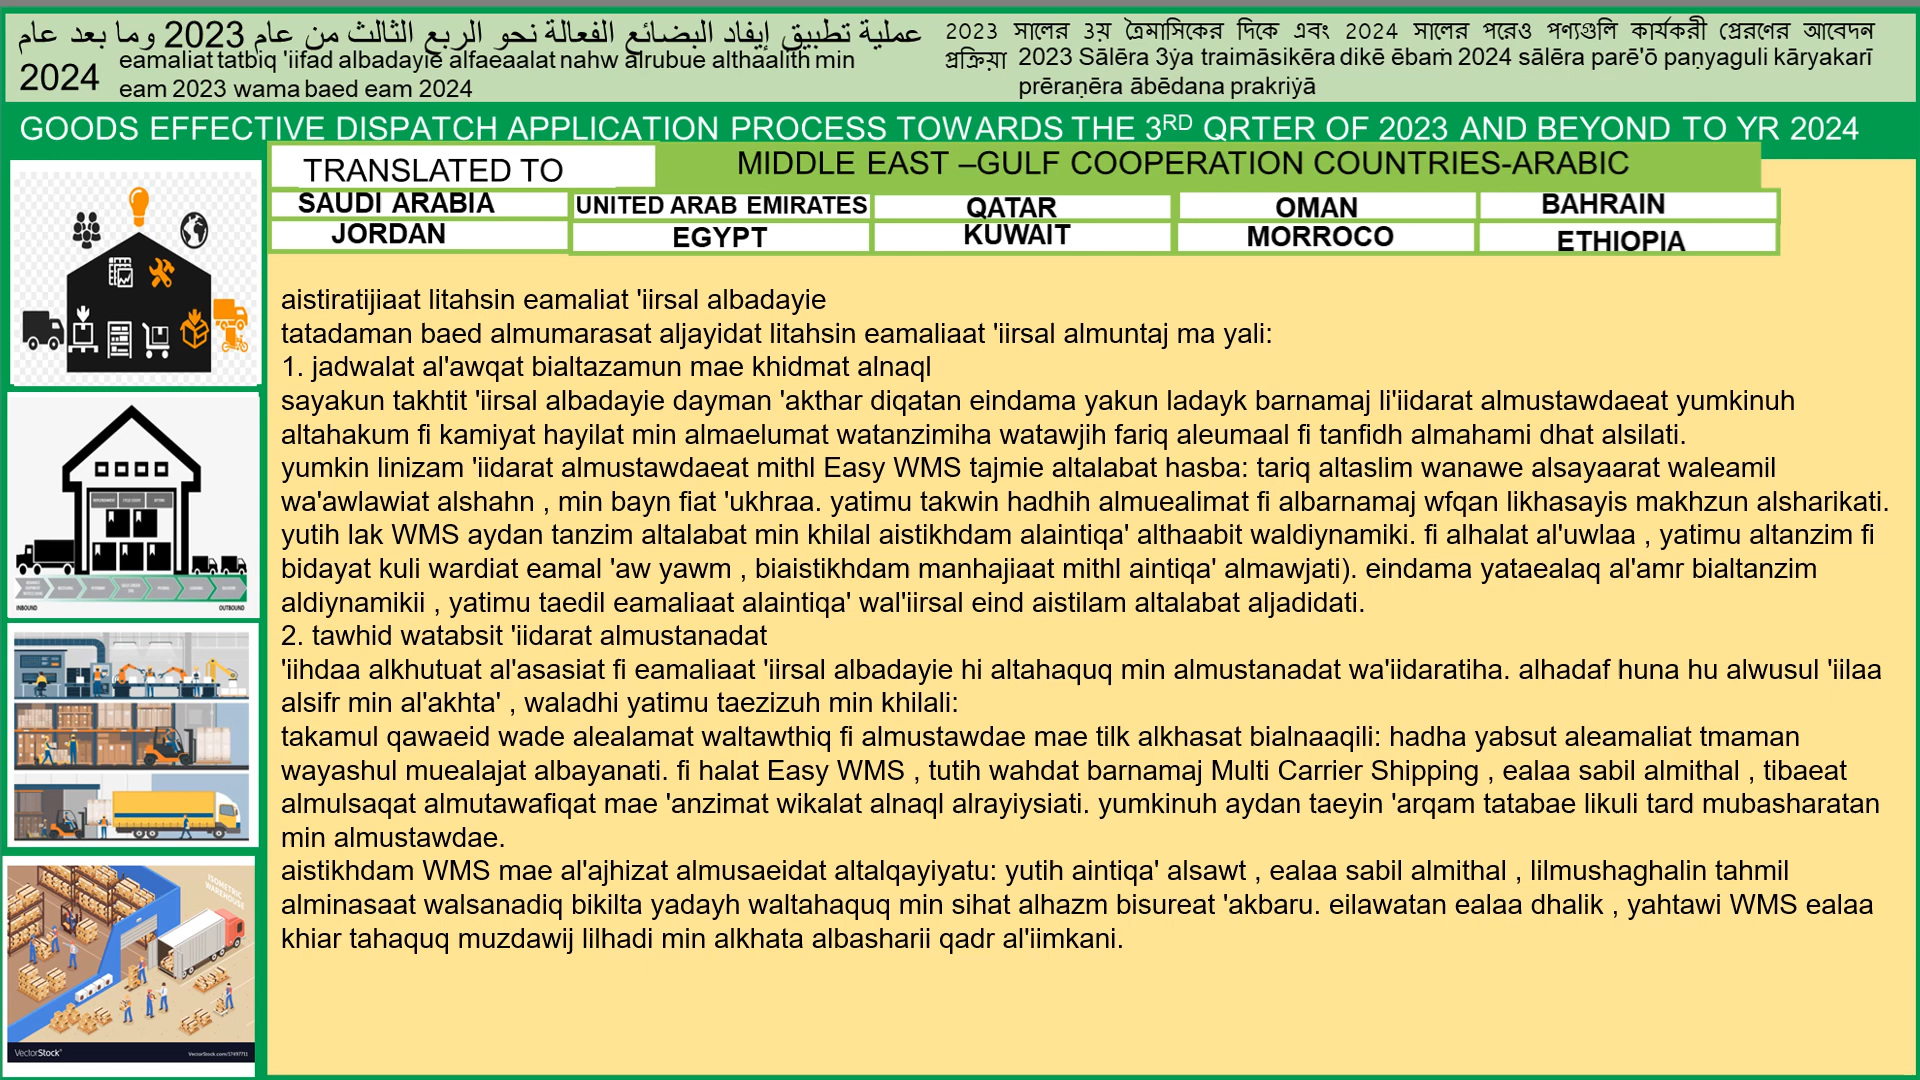 عملية تطبيق إيفاد البضائع الفعالة نحو الربع الثالث من عام 2023 وما بعد عام
2024
eamaliat tatbiq 'iifad albadayie alfaeaalat nahw alrubue althaalith min
eam 2023 wama baed eam 2024
2023 সালের 3য় ত্রৈমাসিকের দিকে এবং 2024 সালের পরেও পণ্যগুলি কার্যকরী প্রেরণের আবেদন
প্রক্রিয়া
2023 Sālēra 3ẏa traimāsikēra dikē ēbaṁ 2024 sālēra parē'ō paṇyaguli kāryakarī
prēraṇēra ābēdana prakriẏā
GOODS EFFECTIVE DISPATCH APPLICATION PROCESS TOWARDS THE 3RD QRTER OF 2023 AND BEYOND TO YR 2024
TRANSLATED TO
MIDDLE EAST –GULF COOPERATION COUNTRIES-ARABIC
SAUDI ARABIA
UNITED ARAB EMIRATES
QATAR
OMAN
BAHRAIN
JORDAN
EGYPT
KUWAIT
MORROCO
ETHIOPIA
aistiratijiaat litahsin eamaliat 'iirsal albadayie
tatadaman baed almumarasat aljayidat litahsin eamaliaat 'iirsal almuntaj ma yali:
1. jadwalat al'awqat bialtazamun mae khidmat alnaql
sayakun takhtit 'iirsal albadayie dayman 'akthar diqatan eindama yakun ladayk barnamaj li'iidarat almustawdaeat yumkinuh
altahakum fi kamiyat hayilat min almaelumat watanzimiha watawjih fariq aleumaal fi tanfidh almahami dhat alsilati.
yumkin linizam 'iidarat almustawdaeat mithl Easy WMS tajmie altalabat hasba: tariq altaslim wanawe alsayaarat waleamil
wa'awlawiat alshahn , min bayn fiat 'ukhraa. yatimu takwin hadhih almuealimat fi albarnamaj wfqan likhasayis makhzun alsharikati.
yutih lak WMS aydan tanzim altalabat min khilal aistikhdam alaintiqa' althaabit waldiynamiki. fi alhalat al'uwlaa , yatimu altanzim fi
bidayat kuli wardiat eamal 'aw yawm , biaistikhdam manhajiaat mithl aintiqa' almawjati). eindama yataealaq al'amr bialtanzim
aldiynamikii , yatimu taedil eamaliaat alaintiqa' wal'iirsal eind aistilam altalabat aljadidati.
2. tawhid watabsit 'iidarat almustanadat
'iihdaa alkhutuat al'asasiat fi eamaliaat 'iirsal albadayie hi altahaquq min almustanadat wa'iidaratiha. alhadaf huna hu alwusul 'iilaa
alsifr min al'akhta' , waladhi yatimu taezizuh min khilali:
takamul qawaeid wade alealamat waltawthiq fi almustawdae mae tilk alkhasat bialnaaqili: hadha yabsut aleamaliat tmaman
wayashul muealajat albayanati. fi halat Easy WMS , tutih wahdat barnamaj Multi Carrier Shipping , ealaa sabil almithal , tibaeat
almulsaqat almutawafiqat mae 'anzimat wikalat alnaql alrayiysiati. yumkinuh aydan taeyin 'arqam tatabae likuli tard mubasharatan
min almustawdae.
aistikhdam WMS mae al'ajhizat almusaeidat altalqayiyatu: yutih aintiqa' alsawt , ealaa sabil almithal , lilmushaghalin tahmil
alminasaat walsanadiq bikilta yadayh waltahaquq min sihat alhazm bisureat 'akbaru. eilawatan ealaa dhalik , yahtawi WMS ealaa
khiar tahaquq muzdawij lilhadi min alkhata albasharii qadr al'iimkani.
INBOUND
OUTBOUND
ISOMETRIC
WAREHOUSE
VectorStock
VectorStock.com/17497711